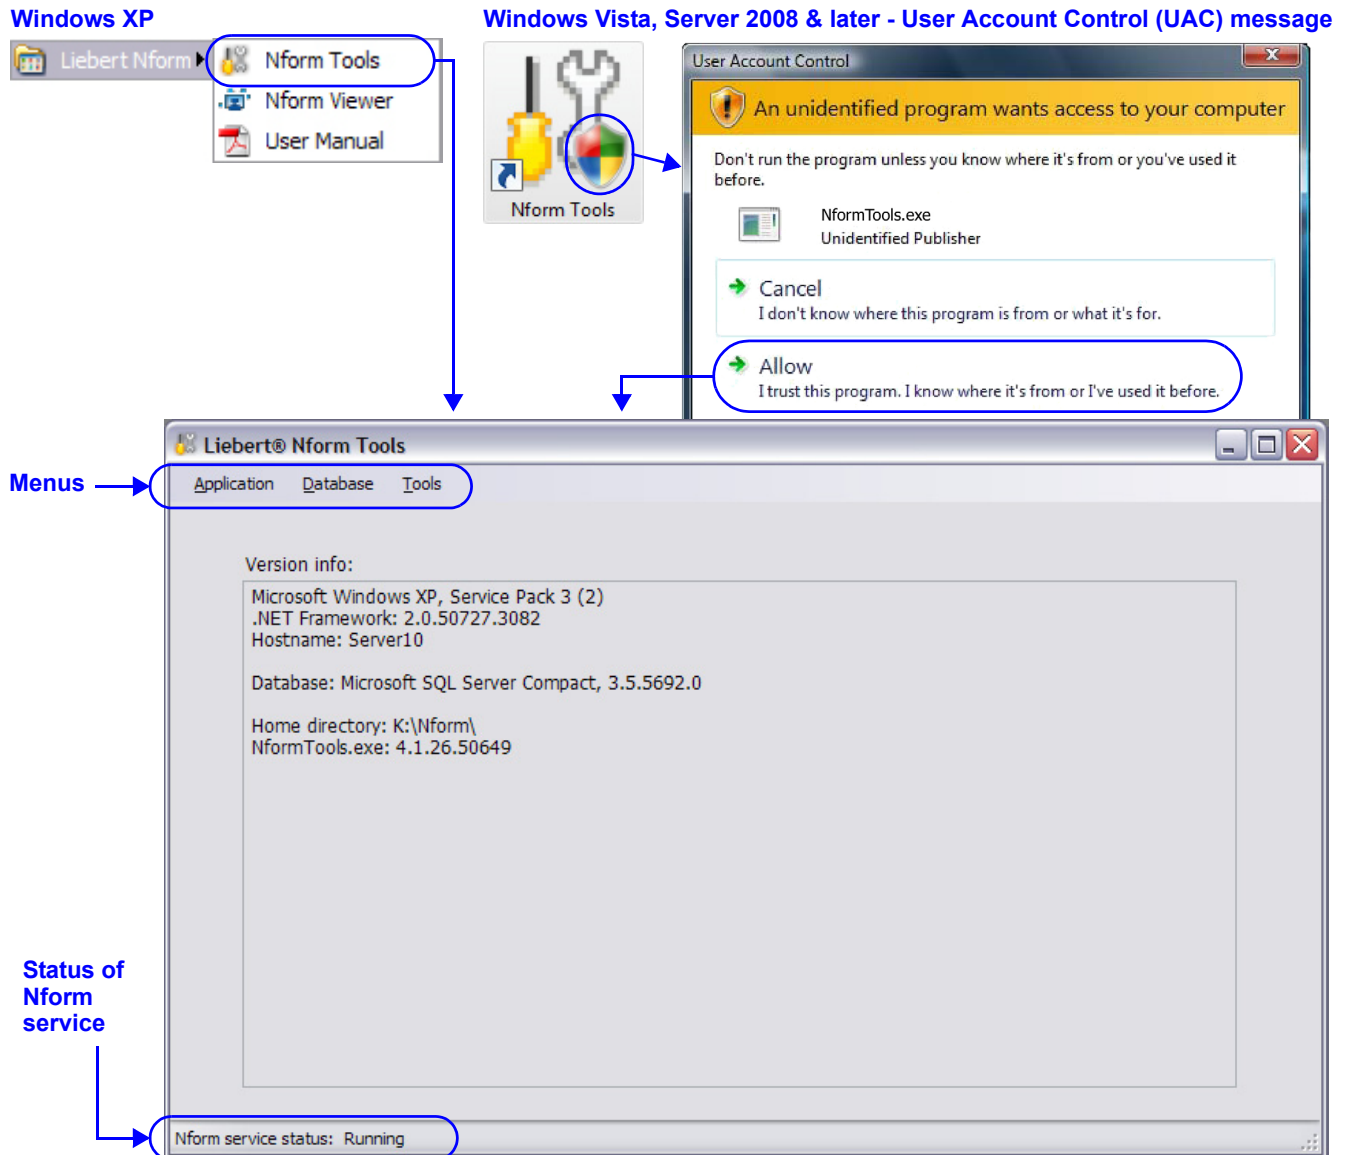 Windows XP
Windows Vista, Server 2008 & later - User Account Control (UAC) message
Liebert Nform
Nform Tools
Nform Viewer
User Manual
Nform Tools
User Account Control
An unidentified program wants access to your computer
Don't run the program unless you know where it's from or you've used it
before.
NformTools.exe
Unidentified Publisher
Cancel
I don't know where this program is from or what it's for.
Allow
I trust this program. I know where it's from or I've used it before.
Liebert® Nform Tools
Menus
Application Database Tools
Version info:
Microsoft Windows XP, Service Pack 3 (2)
.NET Framework: 2.0.50727.3082
Hostname: Server10
Database: Microsoft SQL Server Compact, 3.5.5692.0
Home directory: K:\Nform\
NformTools.exe: 4.1.26.50649
Status of
Nform
service
Nform service status: Running